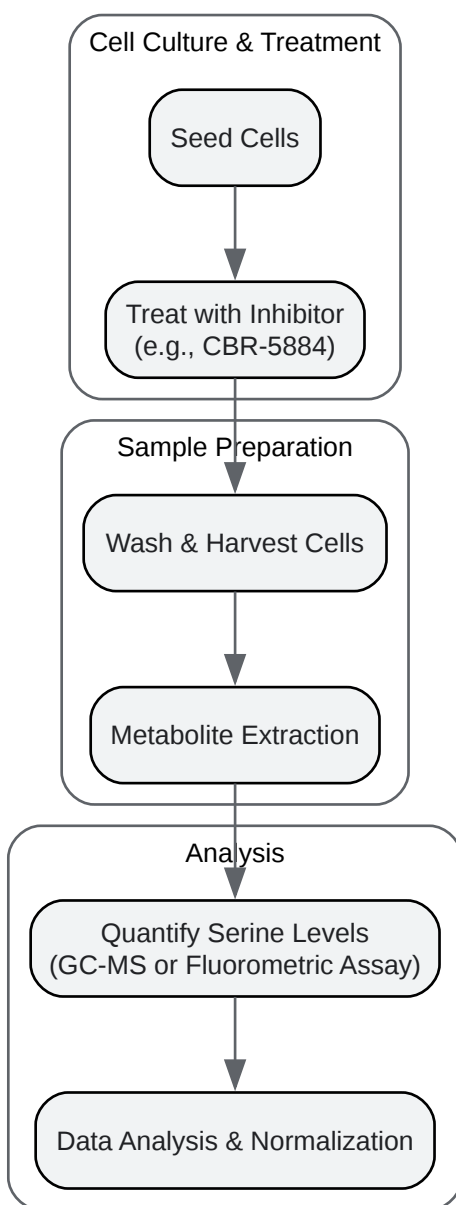 Cell Culture & Treatment
Seed Cells
Treat with Inhibitor
(e.g., CBR-5884)
Sample Preparation
Wash & Harvest Cells
Metabolite Extraction
Analysis
Quantify Serine Levels
(GC-MS or Fluorometric Assay)
Data Analysis & Normalization